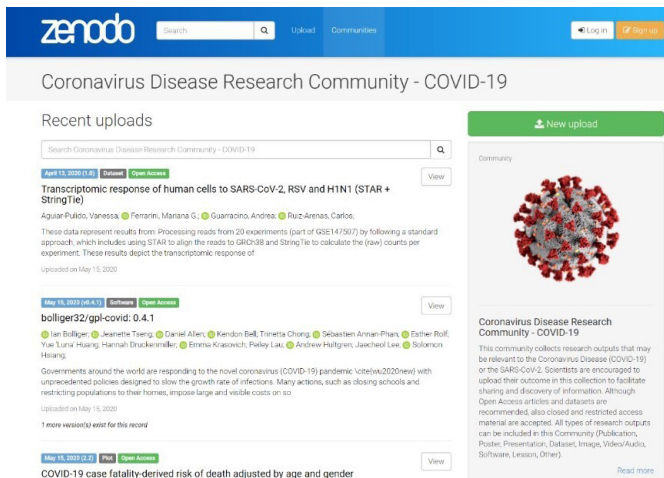 zenodo
Search
Upload
Communities
Log in
Sign up
Coronavirus Disease Research Community - COVID-19
Recent uploads
Search Coronavirus Disease Research Community - COVID-19
April 13, 2020 (1.0) Dataset Open Access
View
Transcriptomic response of human cells to SARS-CoV-2, RSV and H1N1 (STAR +
StringTie)
Aguiar-Pulido, Vanessa; Ferrarini, Mariana G.; Guarracino, Andrea; Ruiz-Arenas, Carlos;
These data represent results from: Processing reads from 20 experiments (part of GSE147507) by following a standard
approach, which includes using STAR to align the reads to GRCh38 and StringTie to calculate the (raw) counts per
experiment. These results depict the transcriptomic response of
Uploaded on May 15, 2020
May 15, 2020 (v0.4.1) Software Open Access
View
bolliger32/gpl-covid: 0.4.1
Ian Bolliger; Jeanette Tseng; Daniel Allen; Kendon Bell; Trinetta Chong; Sébastien Annan-Phan; Esther Rolf;
Yue 'Luna' Huang; Hannah Druckenmiller; Emma Krasovich; Peiley Lau; Andrew Hultgren; Jaecheol Lee; Solomon
Hsiang;
Governments around the world are responding to the novel coronavirus (COVID-19) pandemic \cite{wu2020new} with
unprecedented policies designed to slow the growth rate of infections. Many actions, such as closing schools and
restricting populations to their homes, impose large and visible costs on so
Uploaded on May 15, 2020
1 more version(s) exist for this record
May 15, 2020 (2.2) Plot Open Access
View
COVID-19 case fatality-derived risk of death adjusted by age and gender
New upload
Community
Coronavirus Disease Research
Community - COVID-19
This community collects research outputs that may
be relevant to the Coronavirus Disease (COVID-19)
or the SARS-CoV-2. Scientists are encouraged to
upload their outcome in this collection to facilitate
sharing and discovery of information. Although
Open Access articles and datasets are
recommended, also closed and restricted access
material are accepted. All types of research outputs
can be included in this Community (Publication,
Poster, Presentation, Dataset, Image, Video/Audio,
Software, Lesson, Other).
Read more